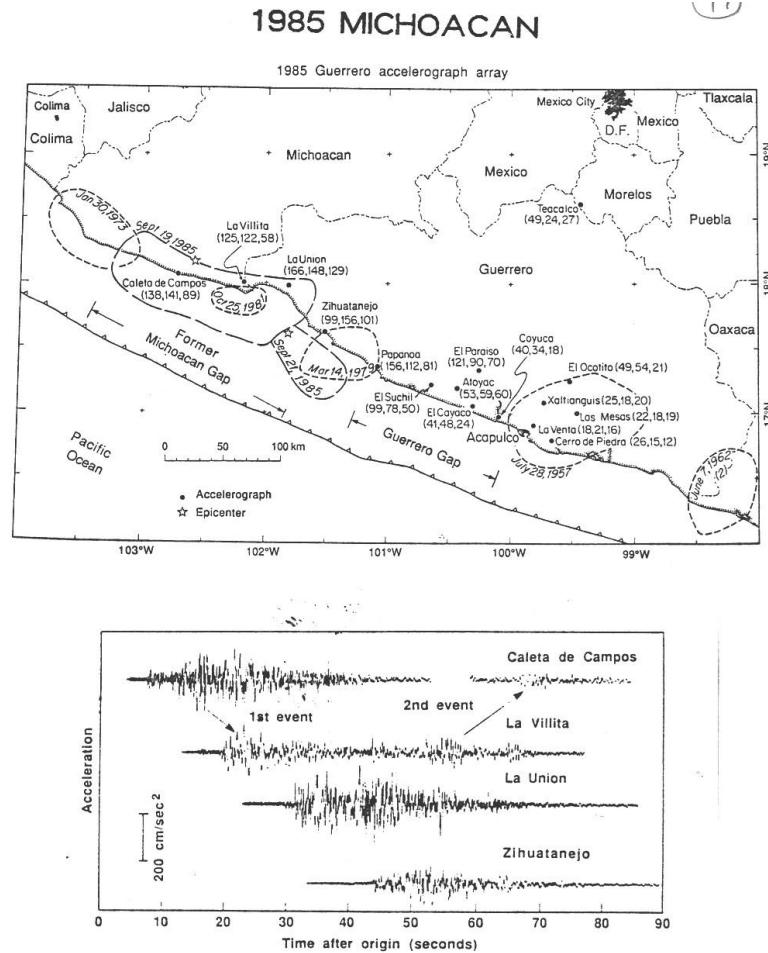 1985 MICHOACAN
1985 Guerrero accelerograph array
Colima
Jalisco
Colima
Michoacan
Mexico City
D.F.
Mexico
Tlaxcala
19°N
Mexico
Morelos
Puebla
Teacalco
(49,24,27)
Jan 30, 1973
Sept 19, 1985
La Villita
(125,122,58)
La Union
(166,148,129)
Guerrero
18°N
Caleta de Campos
(138,141,89)
Oct 25, 1981
Zihuatanejo
(99,156,101)
Oaxaca
Former
Michoacan Gap
Sept 21, 1985
Mar 14, 1979
Papanoa
(156,112,81)
El Paraiso
(121,90,70)
Coyuca
(40,34,18)
El Ocotito (49,54,21)
Atoyac
(53,59,60)
El Suchil
(99,78,50)
Xaltianguis (25,18,20)
Las Mesas (22,18,19)
El Cayaco
(41,48,24)
La Venta (18,21,16)
Acapulco
Cerro de Piedra (26,15,12)
17°N
Pacific
Ocean
0 50 100 km
Guerrero Gap
July 28, 1957
June 7, 1962
(2)
Accelerograph
Epicenter
103°W 102°W 101°W 100°W 99°W
Caleta de Campos
1st event
2nd event
La Villita
La Union
Zihuatanejo
Acceleration
200 cm/sec2
0 10 20 30 40 50 60 70 80 90
Time after origin (seconds)